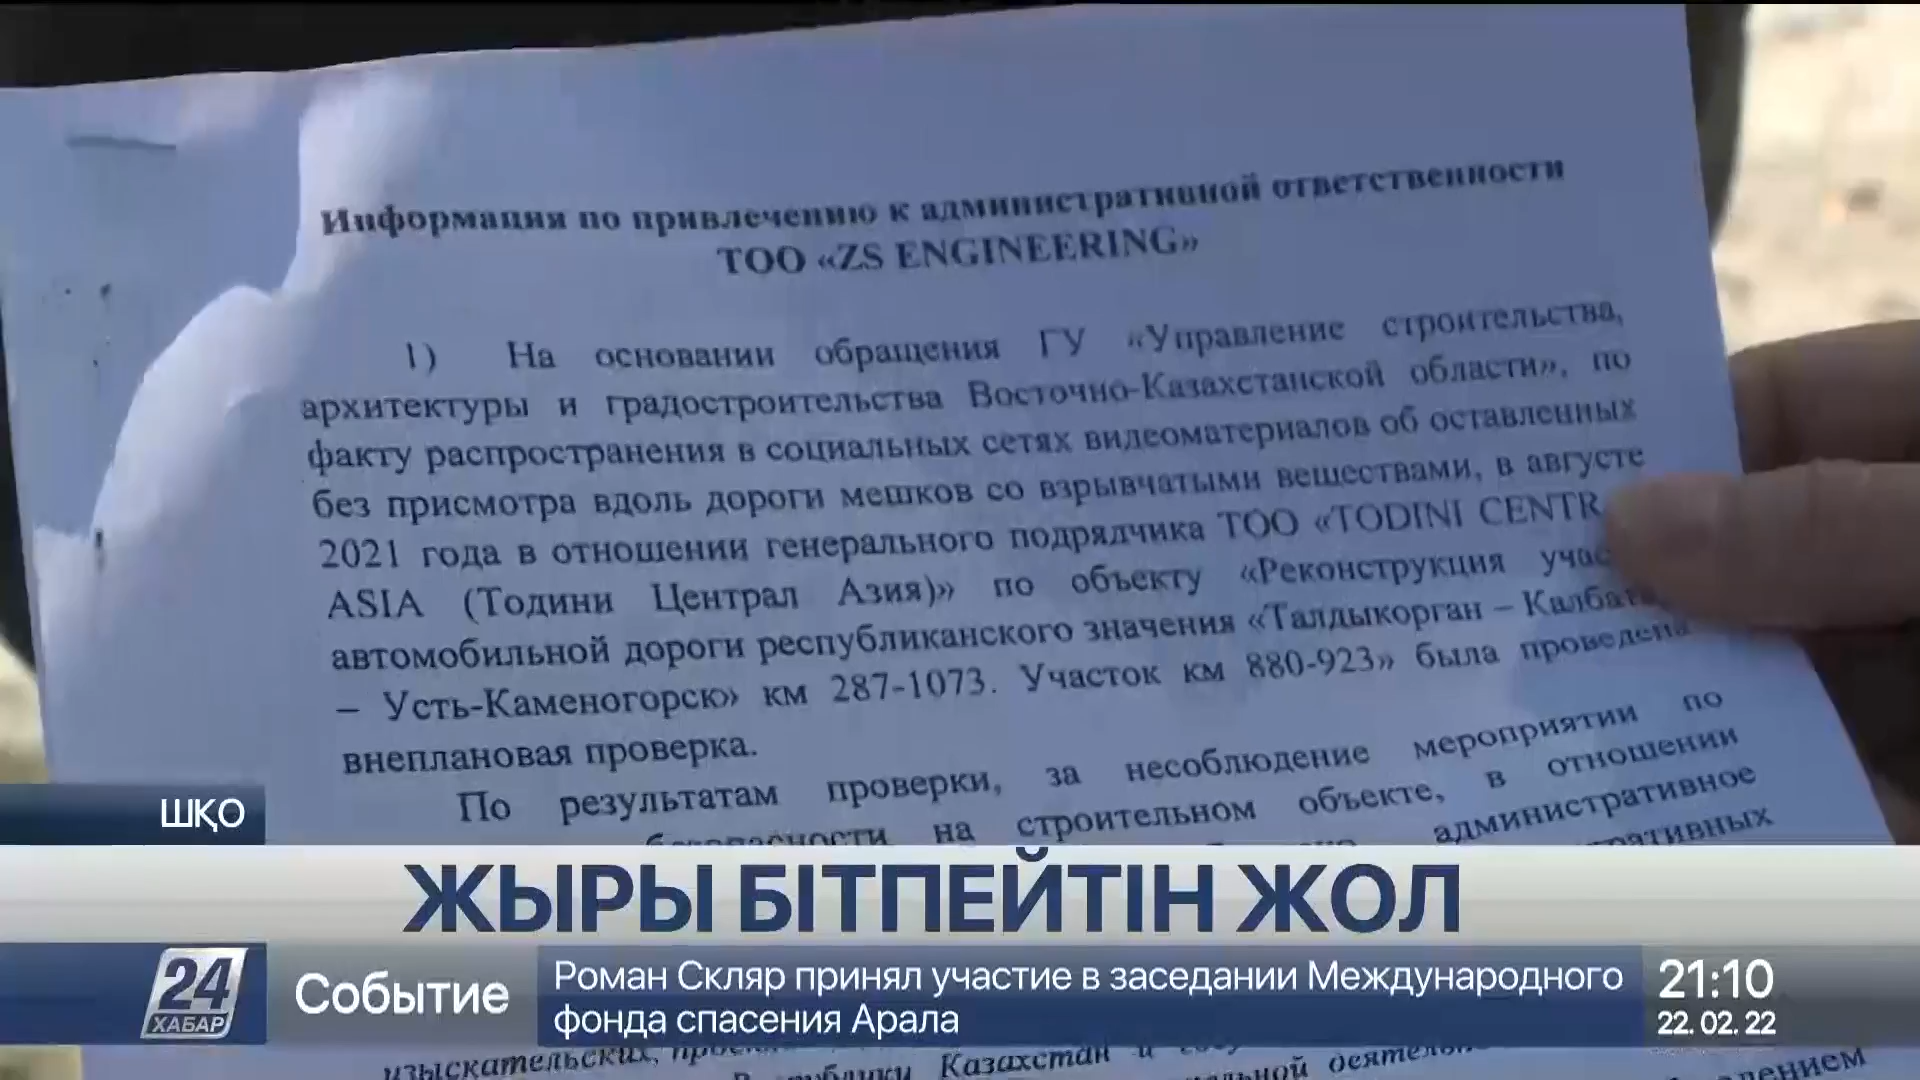 Информация по привлечению к административной ответственности
ТОО «ZS ENGINEERING»
1) На основании обращения ГУ «Управление строительства,
архитектуры и градостроительства Восточно-Казахстанской области», по
факту распространения в социальных сетях видеоматериалов об оставленных
без присмотра вдоль дороги мешков со взрывчатыми веществами, в августе
2021 года в отношении генерального подрядчика ТОО «TODINI CENTR
ASIA (Тодини Централ Азия)» по объекту «Реконструкция учас
автомобильной дороги республиканского значения «Талдыкорган – Калбата
– Усть-Каменогорск» км 287-1073. Участок км 880-923» была проведена
внеплановая проверка.
По результатам проверки, за несоблюдение мероприятии по
безопасности на строительном объекте, в отношении
административное
ШҚО
ЖЫРЫ БІТПЕЙТІН ЖОЛ
24
ХАБАР
Событие
Роман Скляр принял участие в заседании Международного
фонда спасения Арала
21:10
22. 02. 22
изыскательских,
Казахстан и